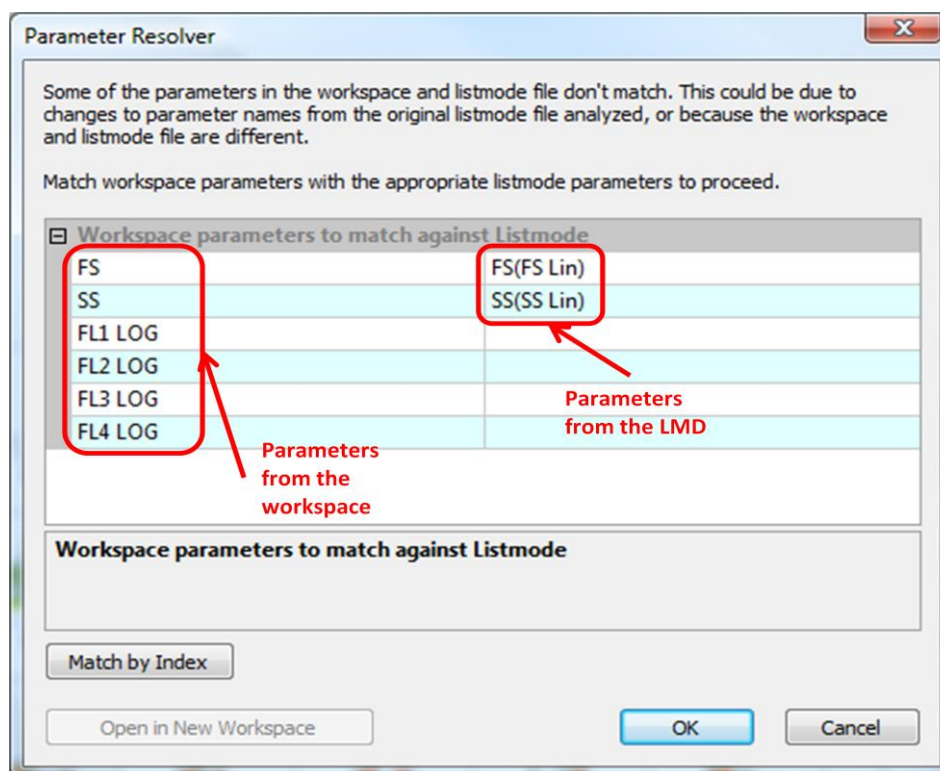 Parameter Resolver
Some of the parameters in the workspace and listmode file don't match. This could be due to
changes to parameter names from the original listmode file analyzed, or because the workspace
and listmode file are different.
Match workspace parameters with the appropriate listmode parameters to proceed.
Workspace parameters to match against Listmode
FS FS(FS Lin)
SS SS(SS Lin)
FL1 LOG
FL2 LOG
FL3 LOG
FL4 LOG
Parameters
from the LMD
Parameters
from the
workspace
Workspace parameters to match against Listmode
Match by Index
Open in New Workspace OK Cancel